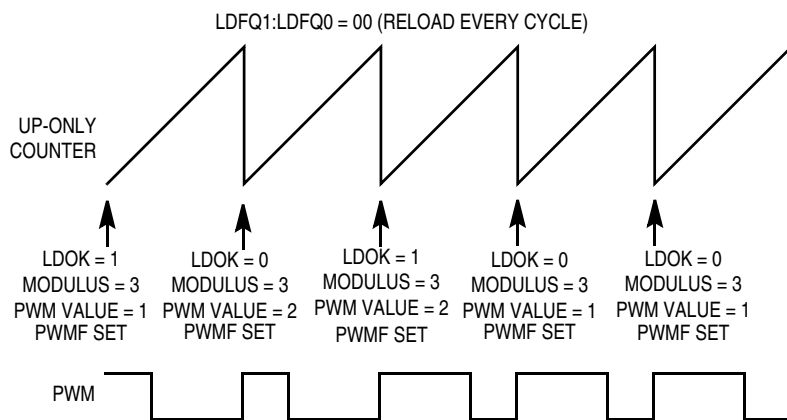 LDFQ1:LDFQ0 = 00 (RELOAD EVERY CYCLE)
UP-ONLY
COUNTER
LDOK = 1
MODULUS = 3
PWM VALUE = 1
PWMF SET
LDOK = 0
MODULUS = 3
PWM VALUE = 2
PWMF SET
LDOK = 1
MODULUS = 3
PWM VALUE = 2
PWMF SET
LDOK = 0
MODULUS = 3
PWM VALUE = 1
PWMF SET
LDOK = 0
MODULUS = 3
PWM VALUE = 1
PWMF SET
PWM